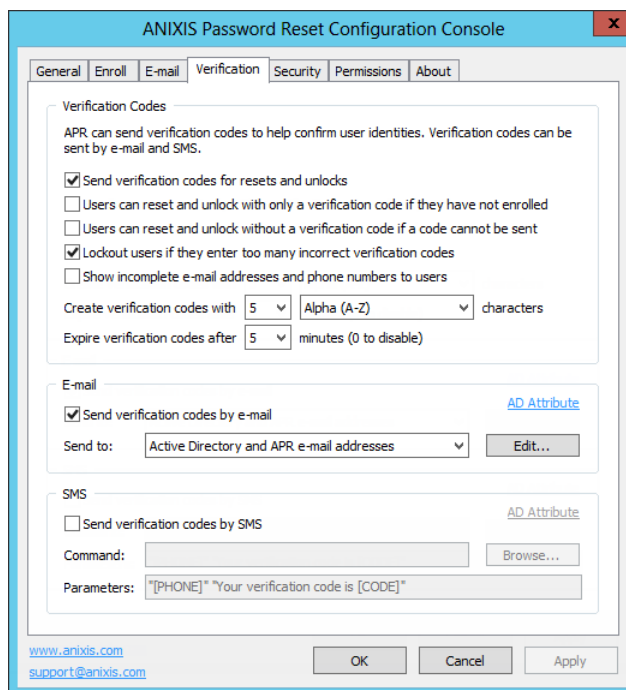 ANIXIS Password Reset Configuration Console
x
General Enroll E-mail Verification Security Permissions About
Verification Codes
APR can send verification codes to help confirm user identities. Verification codes can be
sent by e-mail and SMS.
Send verification codes for resets and unlocks
Users can reset and unlock with only a verification code if they have not enrolled
Users can reset and unlock without a verification code if a code cannot be sent
Lockout users if they enter too many incorrect verification codes
Show incomplete e-mail addresses and phone numbers to users
Create verification codes with 5 Alpha (A-Z) characters
Expire verification codes after 5 minutes (0 to disable)
E-mail
AD Attribute
Send verification codes by e-mail
Send to: Active Directory and APR e-mail addresses Edit...
SMS
AD Attribute
Send verification codes by SMS
Command: Browse...
Parameters: "[PHONE]" "Your verification code is [CODE]"
www.anixis.com
support@anixis.com
OK Cancel Apply